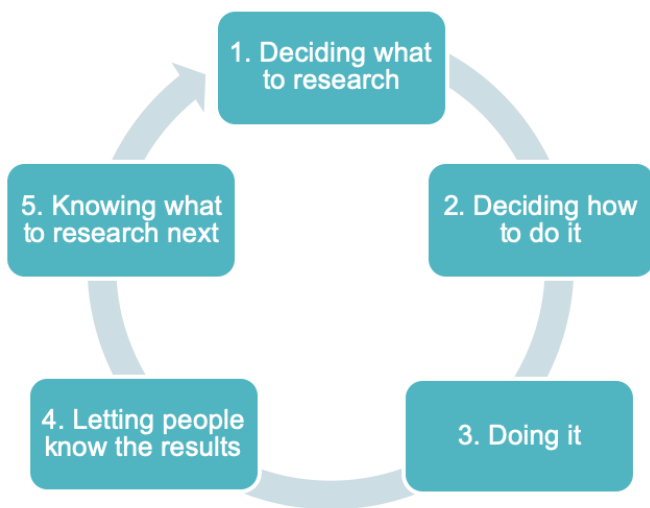 1. Deciding what
to research
2. Deciding how
to do it
3. Doing it
4. Letting people
know the results
5. Knowing what
to research next